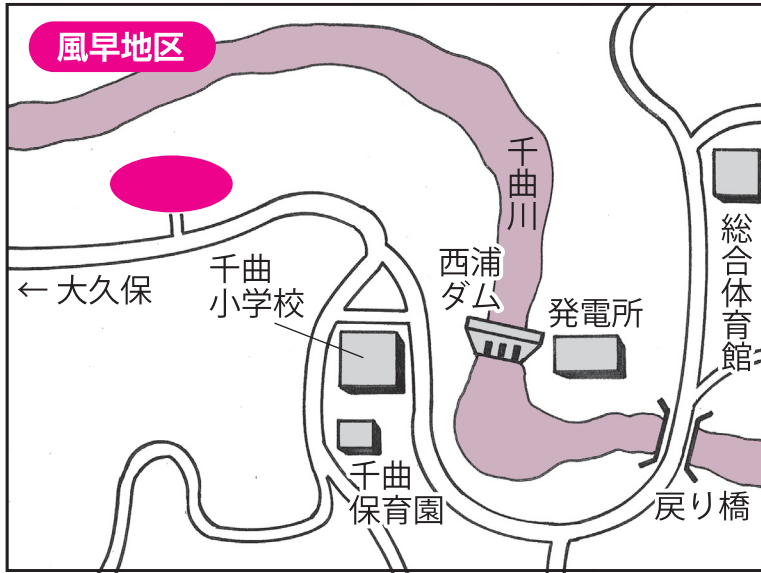 風早地区
千曲川
総合体育館
西浦
ダム
発電所
千曲
小学校
← 大久保
千曲
保育園
戻り橋